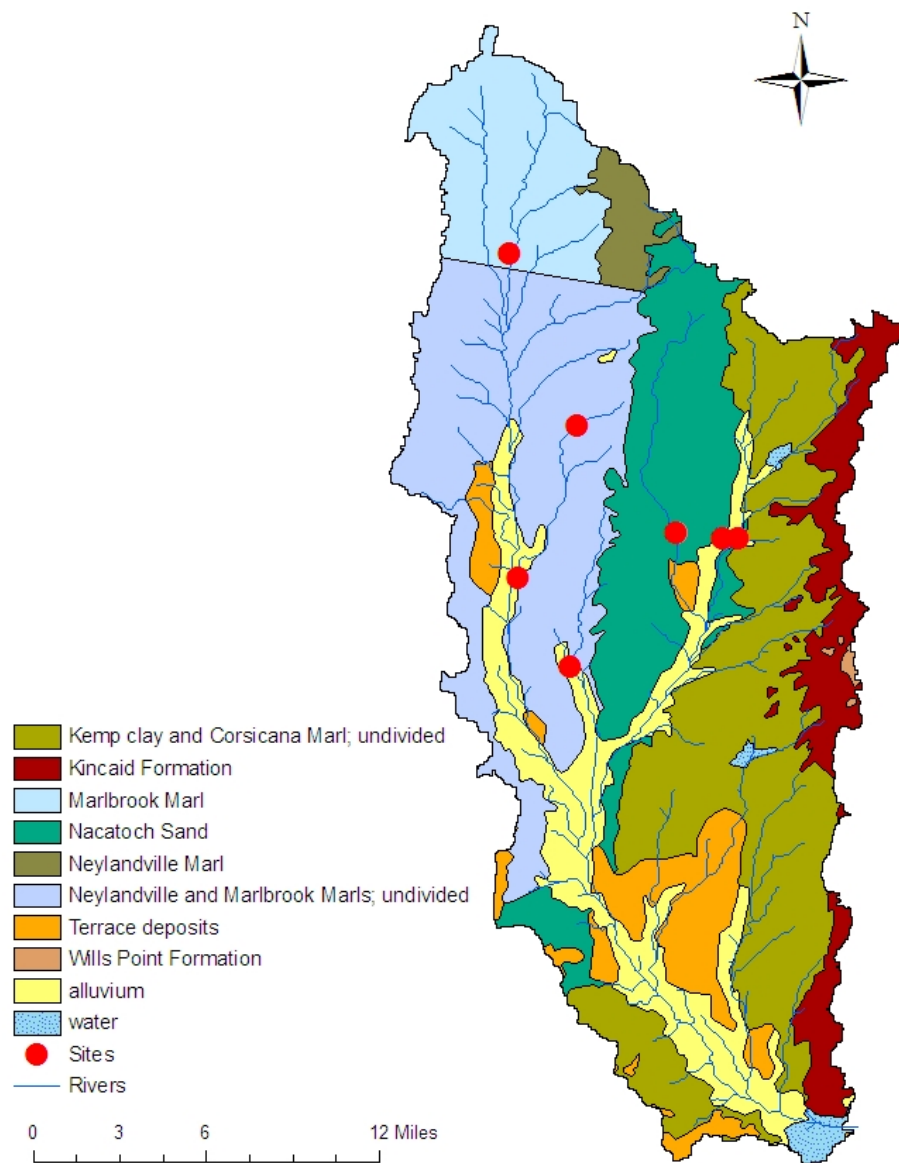 N
Kemp clay and Corsicana Marl; undivided
Kincaid Formation
Marlbrook Marl
Nacatoch Sand
Neylandville Marl
Neylandville and Marlbrook Marls; undivided
Terrace deposits
Wills Point Formation
alluvium
water
Sites
Rivers
0 3 6 12 Miles